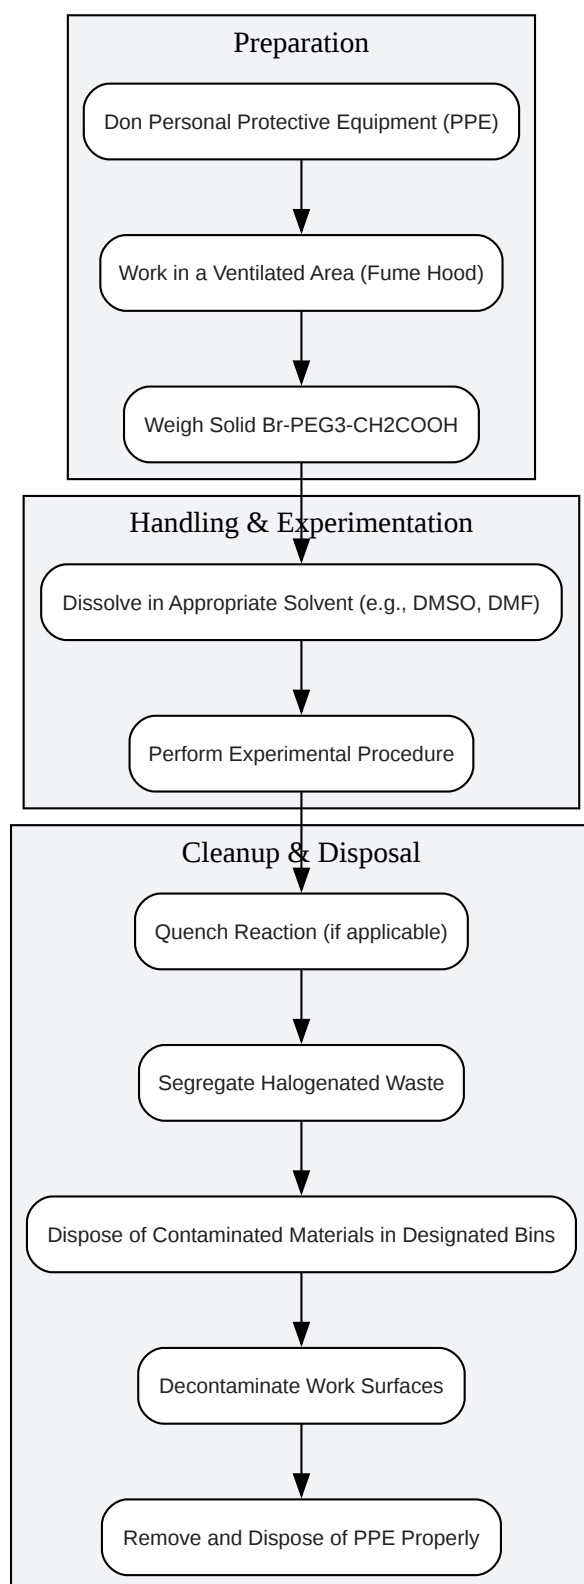 Preparation
Don Personal Protective Equipment (PPE)
Work in a Ventilated Area (Fume Hood)
Weigh Solid Br-PEG3-CH2COOH
Handling & Experimentation
Dissolve in Appropriate Solvent (e.g., DMSO, DMF)
Perform Experimental Procedure
Cleanup & Disposal
Quench Reaction (if applicable)
Segregate Halogenated Waste
Dispose of Contaminated Materials in Designated Bins
Decontaminate Work Surfaces
Remove and Dispose of PPE Properly